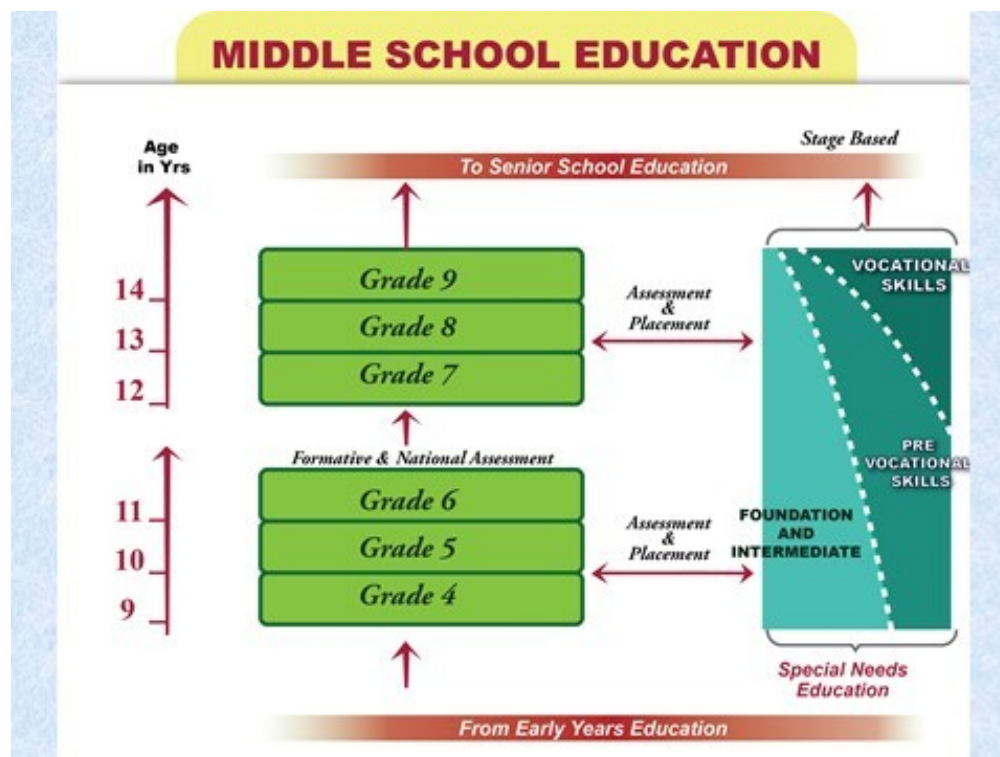 MIDDLE SCHOOL EDUCATION
Age
in Yrs
Stage Based
To Senior School Education
14
13
12
Grade 9
Grade 8
Grade 7
Assessment
&
Placement
VOCATIONAL
SKILLS
PRE
VOCATIONAL
SKILLS
Formative & National Assessment
11
10
9
Grade 6
Grade 5
Grade 4
Assessment
&
Placement
FOUNDATION
AND
INTERMEDIATE
Special Needs
Education
From Early Years Education